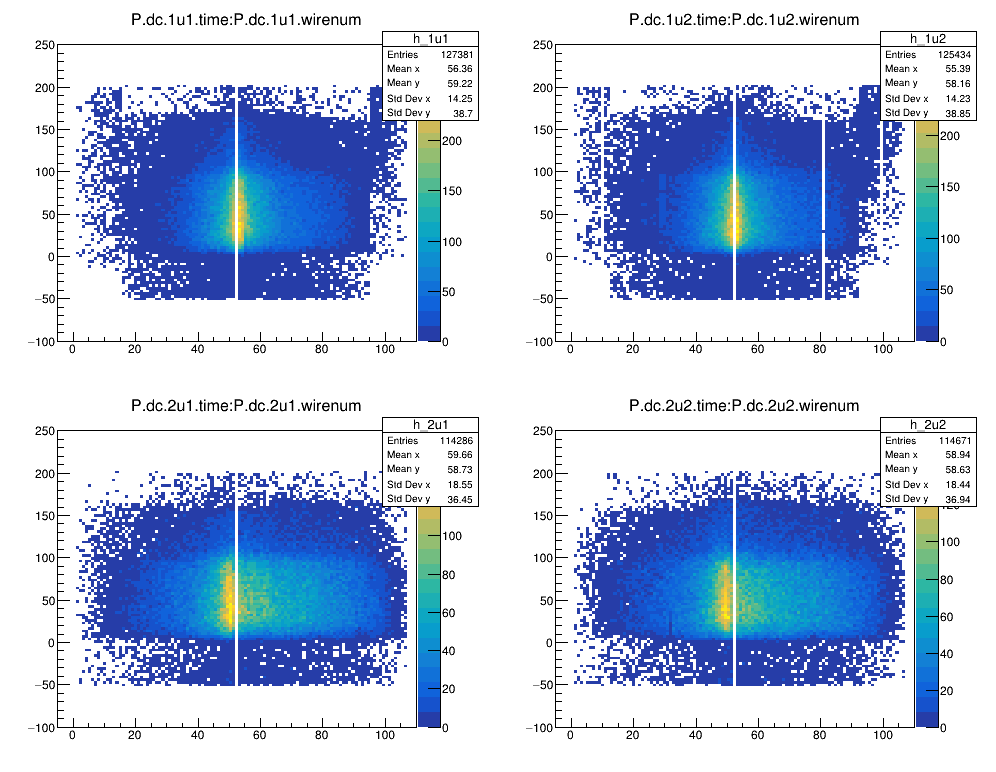 P.dc.1u1.time:P.dc.1u1.wirenum
h_1u1
Entries 127381
Mean x 56.36
Mean y 59.22
Std Dev x 14.25
Std Dev y 38.7
250
200
150
100
50
0
−50
−100
0 20 40 60 80 100
200
150
100
50
0
P.dc.1u2.time:P.dc.1u2.wirenum
h_1u2
Entries 125434
Mean x 55.39
Mean y 58.16
Std Dev x 14.23
Std Dev y 38.85
250
200
150
100
50
0
−50
−100
0 20 40 60 80 100
200
150
100
50
0
P.dc.2u1.time:P.dc.2u1.wirenum
h_2u1
Entries 114286
Mean x 59.66
Mean y 58.73
Std Dev x 18.55
Std Dev y 36.45
250
200
150
100
50
0
−50
−100
0 20 40 60 80 100
100
80
60
40
20
0
P.dc.2u2.time:P.dc.2u2.wirenum
h_2u2
Entries 114671
Mean x 58.94
Mean y 58.63
Std Dev x 18.44
Std Dev y 36.94
250
200
150
100
50
0
−50
−100
0 20 40 60 80 100
120
100
80
60
40
20
0